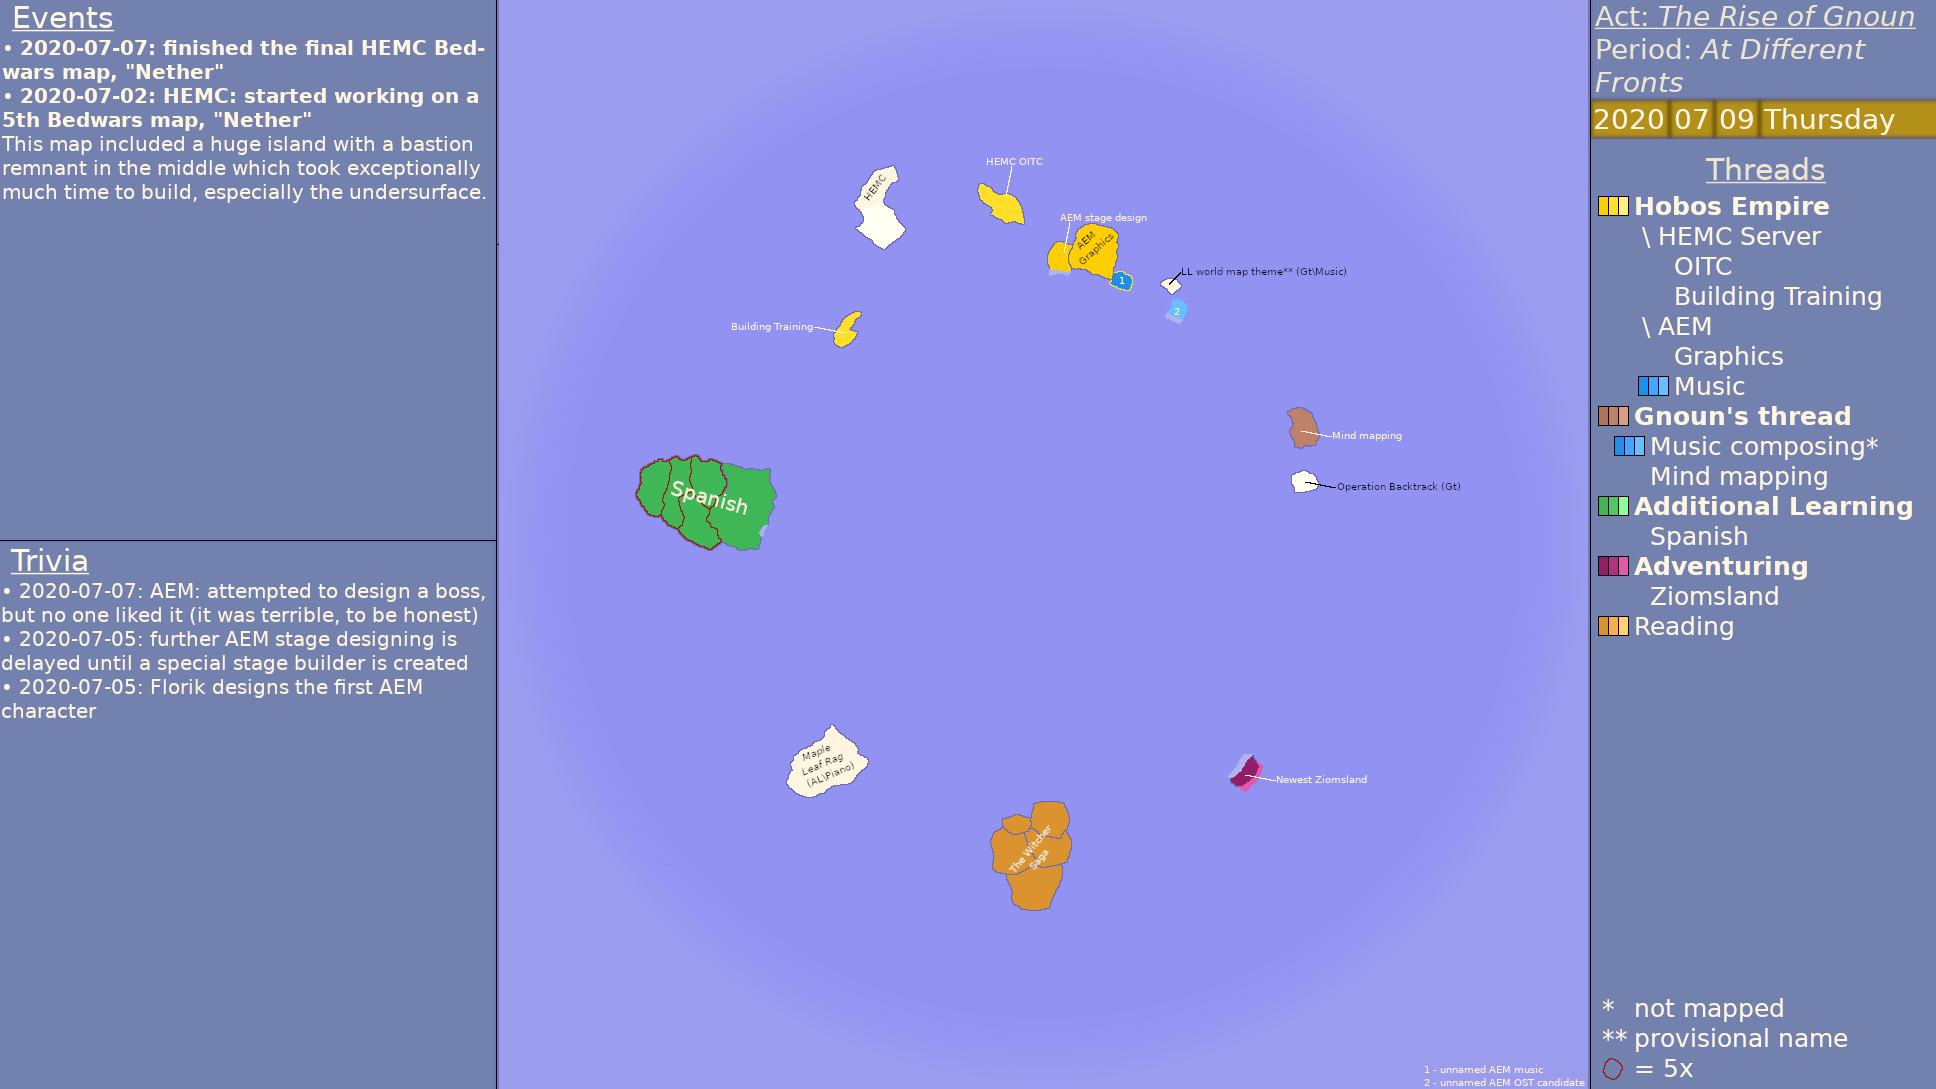 Events
• 2020-07-07: finished the final HEMC Bed-
wars map, "Nether"
• 2020-07-02: HEMC: started working on a
5th Bedwars map, "Nether"
This map included a huge island with a bastion
remnant in the middle which took exceptionally
much time to build, especially the undersurface.
Trivia
• 2020-07-07: AEM: attempted to design a boss,
but no one liked it (it was terrible, to be honest)
• 2020-07-05: further AEM stage designing is
delayed until a special stage builder is created
• 2020-07-05: Florik designs the first AEM
character
HEMC OITC
HEMC
AEM stage design
AEM
Graphics
1
LL world map theme** (Gt\Music)
2
Building Training
Mind mapping
Operation Backtrack (Gt)
Spanish
Maple
Leaf Rag
(AL\Piano)
Newest Ziomsland
The Witcher
Saga
1 - unnamed AEM music
2 - unnamed AEM OST candidate
Act: The Rise of Gnoun
Period: At Different
Fronts
2020 07 09 Thursday
Threads
Hobos Empire
\ HEMC Server
OITC
Building Training
\ AEM
Graphics
Music
Gnoun's thread
Music composing*
Mind mapping
Additional Learning
Spanish
Adventuring
Ziomsland
Reading
* not mapped
** provisional name
= 5x